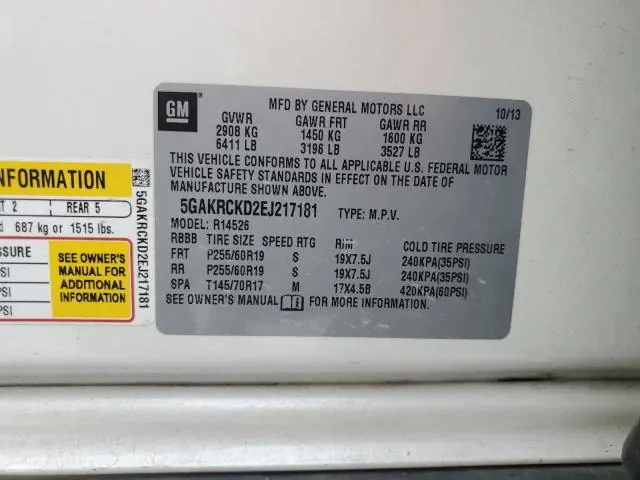 GM
MFD BY GENERAL MOTORS LLC
10/13
GVWR GAWR FRT GAWR RR
2908 KG 1450 KG 1600 KG
6411 LB 3196 LB 3527 LB
THIS VEHICLE CONFORMS TO ALL APPLICABLE U.S. FEDERAL MOTOR
VEHICLE SAFETY STANDARDS IN EFFECT ON THE DATE OF
MANUFACTURE SHOWN ABOVE.
5GAKRCKD2EJ217181 TYPE: M.P.V.
MODEL: R14526
RBBB TIRE SIZE SPEED RTG RIM COLD TIRE PRESSURE
FRT P255/60R19 S 19X7.5J 240KPA(35PSI)
RR P255/60R19 S 19X7.5J 240KPA(35PSI)
SPA T145/70R17 M 17X4.5B 420KPA(60PSI)
SEE OWNER'S MANUAL FOR MORE INFORMATION.
NFORMATION
2 REAR 5
687 kg or 1515 lbs.
SSURE
PSI
PSI
SEE OWNER'S
MANUAL FOR
ADDITIONAL
INFORMATION
5GAKRCKD2EJ217181